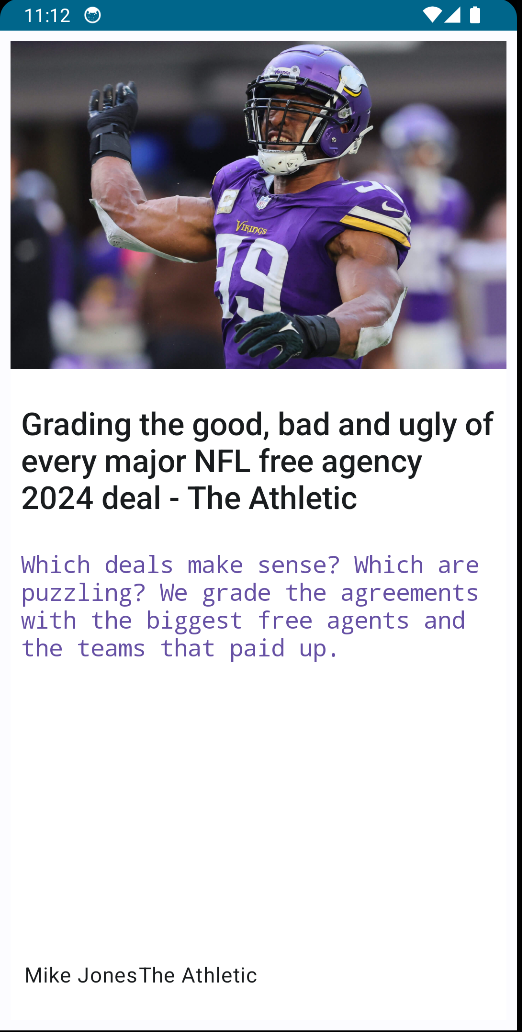 11:12
VIKINGS
99
Grading the good, bad and ugly of
every major NFL free agency
2024 deal - The Athletic
Which deals make sense? Which are
puzzling? We grade the agreements
with the biggest free agents and
the teams that paid up.
Mike JonesThe Athletic